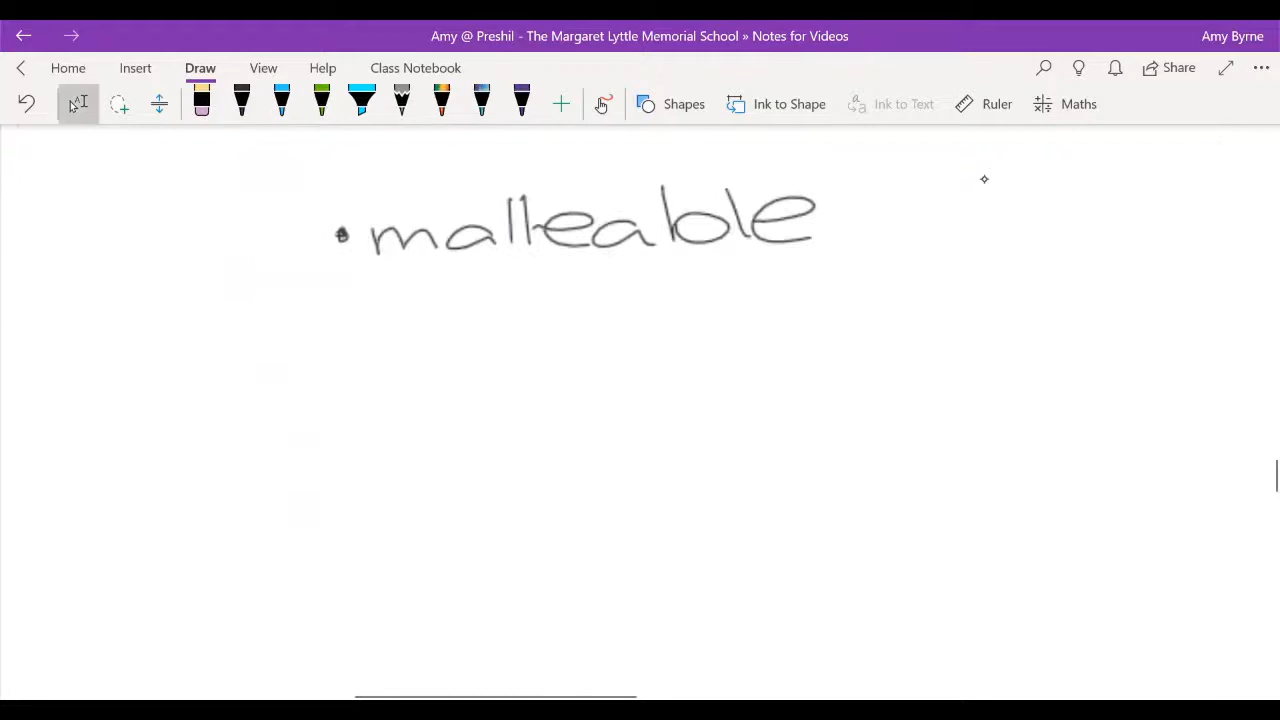 Amy @ Preshil - The Margaret Lyttle Memorial School » Notes for Videos Amy Byrne
Home Insert Draw View Help Class Notebook Share
Shapes Ink to Shape Ink to Text Ruler Maths
• malleable